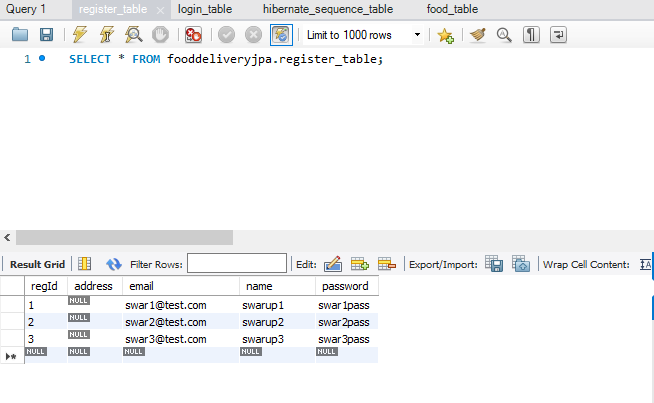 Query 1 register_table login_table hibernate_sequence_table food_table
Limit to 1000 rows
1 SELECT * FROM fooddeliveryjpa.register_table;
Result Grid Filter Rows: Edit: Export/Import: Wrap Cell Content:
regId address email name password
1 NULL swar1@test.com swarup1 swar1pass
2 NULL swar2@test.com swarup2 swar2pass
3 NULL swar3@test.com swarup3 swar3pass
NULL NULL NULL NULL NULL